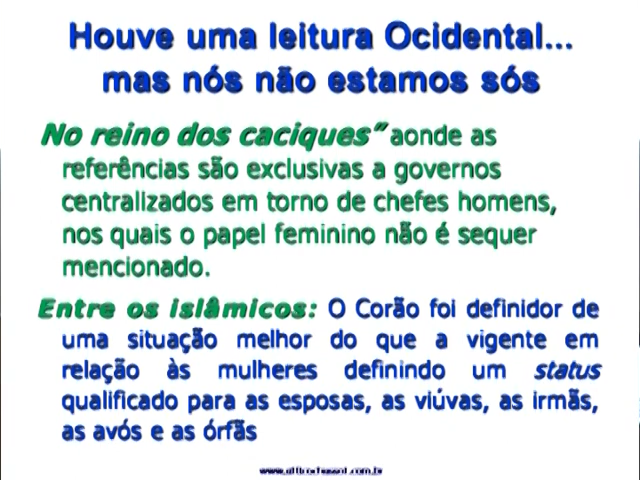 Houve uma leitura Ocidental...
mas nós não estamos sós
No reino dos caciques” aonde as
referências são exclusivas a governos
centralizados em torno de chefes homens,
nos quais o papel feminino não é sequer
mencionado.
Entre os islâmicos: O Corão foi definidor de
uma situação melhor do que a vigente em
relação às mulheres definindo um status
qualificado para as esposas, as viúvas, as irmãs,
as avós e as órfãs